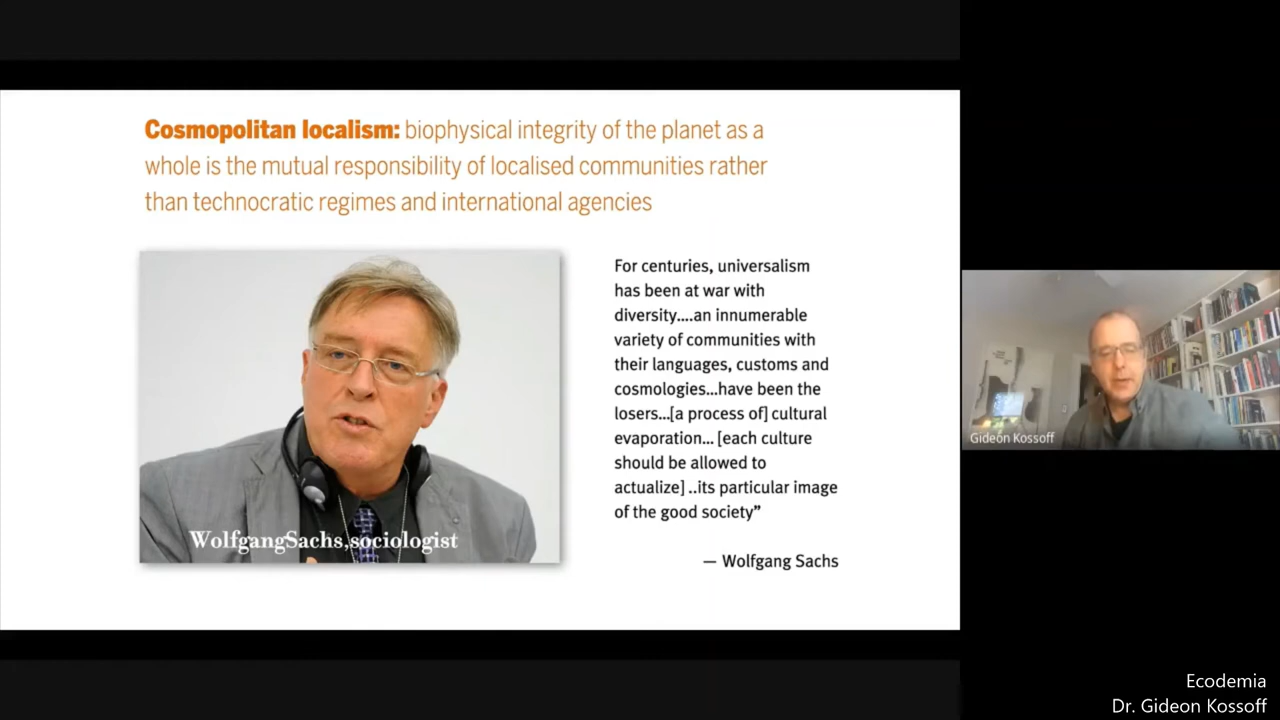 Cosmopolitan localism: biophysical integrity of the planet as a
whole is the mutual responsibility of localised communities rather
than technocratic regimes and international agencies
For centuries, universalism
has been at war with
diversity....an innumerable
variety of communities with
their languages, customs and
cosmologies...have been the
losers...[a process of] cultural
evaporation... [each culture
should be allowed to
actualize] ..its particular image
of the good society”
— Wolfgang Sachs
WolfgangSachs,sociologist
Gideon Kossoff
Ecodemia
Dr. Gideon Kossoff